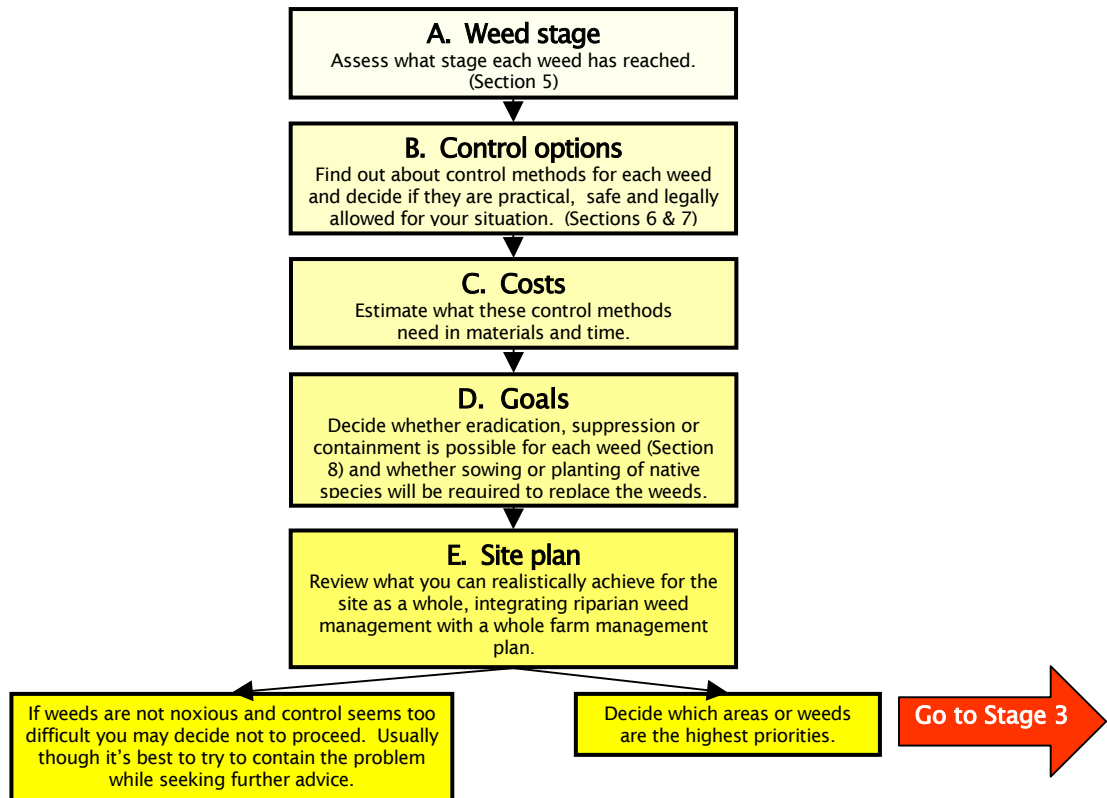 A. Weed stage
Assess what stage each weed has reached.
(Section 5)
B. Control options
Find out about control methods for each weed
and decide if they are practical, safe and legally
allowed for your situation. (Sections 6 & 7)
C. Costs
Estimate what these control methods
need in materials and time.
D. Goals
Decide whether eradication, suppression or
containment is possible for each weed (Section
8) and whether sowing or planting of native
species will be required to replace the weeds.
E. Site plan
Review what you can realistically achieve for the
site as a whole, integrating riparian weed
management with a whole farm management
plan.
If weeds are not noxious and control seems too
difficult you may decide not to proceed. Usually
though it's best to try to contain the problem
while seeking further advice.
Decide which areas or weeds
are the highest priorities.
Go to Stage 3